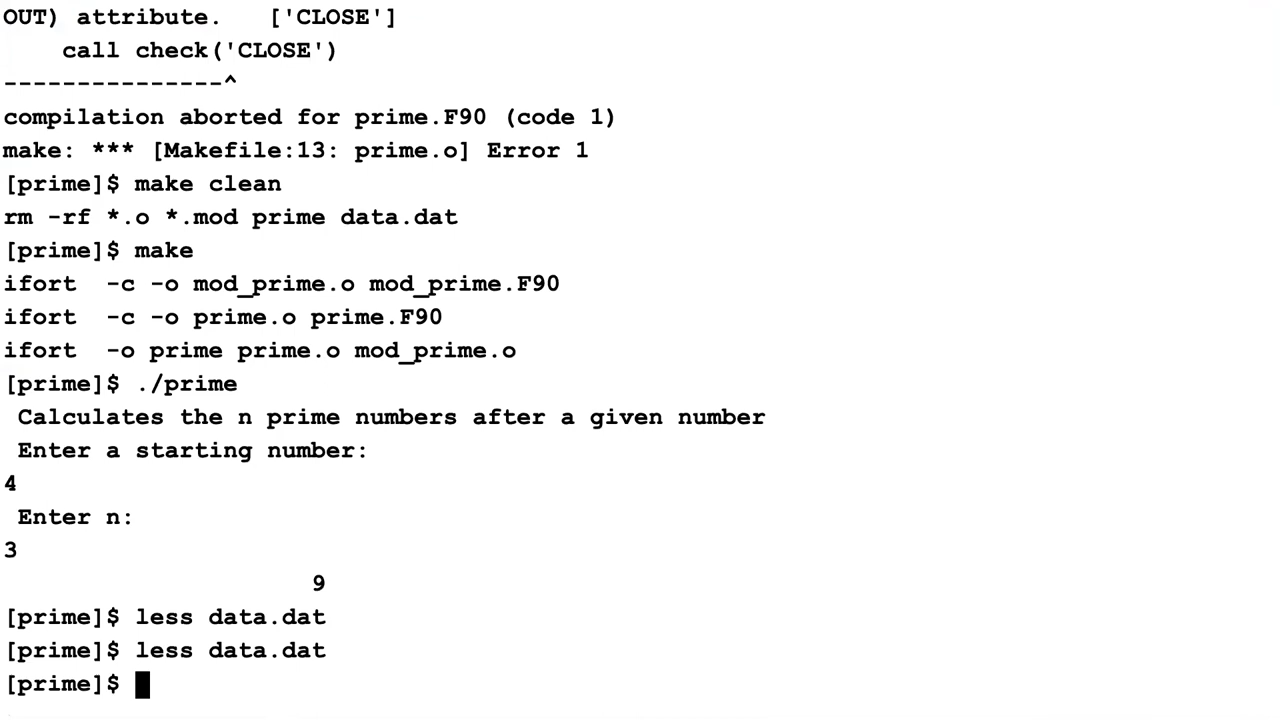 OUT) attribute.   ['CLOSE']
    call check('CLOSE')
---------------^
compilation aborted for prime.F90 (code 1)
make: *** [Makefile:13: prime.o] Error 1
[prime]$ make clean
rm -rf *.o *.mod prime data.dat
[prime]$ make
ifort  -c -o mod_prime.o mod_prime.F90
ifort  -c -o prime.o prime.F90
ifort  -o prime prime.o mod_prime.o
[prime]$ ./prime
 Calculates the n prime numbers after a given number
 Enter a starting number:
4
 Enter n:
3
                     9
[prime]$ less data.dat
[prime]$ less data.dat
[prime]$